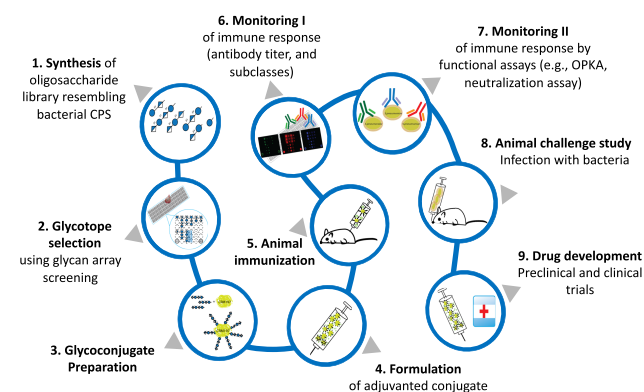 1. Synthesis of
oligosaccharide
library resembling
bacterial CPS
2. Glycotope
selection
using glycan array
screening
3. Glycoconjugate
Preparation
4. Formulation
of adjuvanted conjugate
5. Animal
immunization
6. Monitoring I
of immune response
(antibody titer, and
subclasses)
7. Monitoring II
of immune response by
functional assays (e.g., OPKA,
neutralization assay)
8. Animal challenge study
Infection with bacteria
9. Drug development
Preclinical and clinical
trials